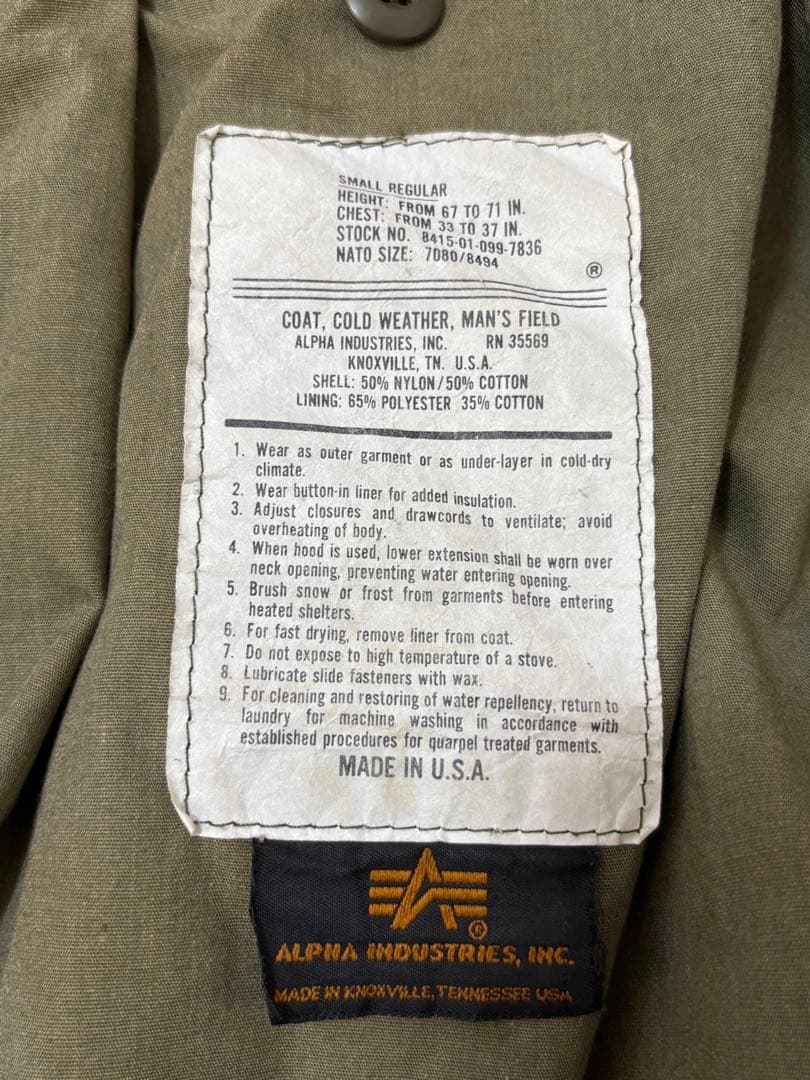 SMALL REGULAR
HEIGHT: FROM 67 TO 71 IN.
CHEST: FROM 33 TO 37 IN.
STOCK NO. 8415-01-099-7836
NATO SIZE: 7080/8494
®
COAT, COLD WEATHER, MAN'S FIELD
ALPHA INDUSTRIES, INC. RN 35569
KNOXVILLE, TN. U.S.A.
SHELL: 50% NYLON/50% COTTON
LINING: 65% POLYESTER 35% COTTON
1. Wear as outer garment or as under-layer in cold-dry
climate.
2. Wear button-in liner for added insulation.
3. Adjust closures and drawcords to ventilate; avoid
overheating of body.
4. When hood is used, lower extension shall be worn over
neck opening, preventing water entering opening.
5. Brush snow or frost from garments before entering
heated shelters.
6. For fast drying, remove liner from coat.
7. Do not expose to high temperature of a stove.
8. Lubricate slide fasteners with wax.
9. For cleaning and restoring of water repellency, return to
laundry for machine washing in accordance with
established procedures for quarpel treated garments.
MADE IN U.S.A.
®
ALPHA INDUSTRIES, INC.
MADE IN KNOXVILLE, TENNESSEE USA